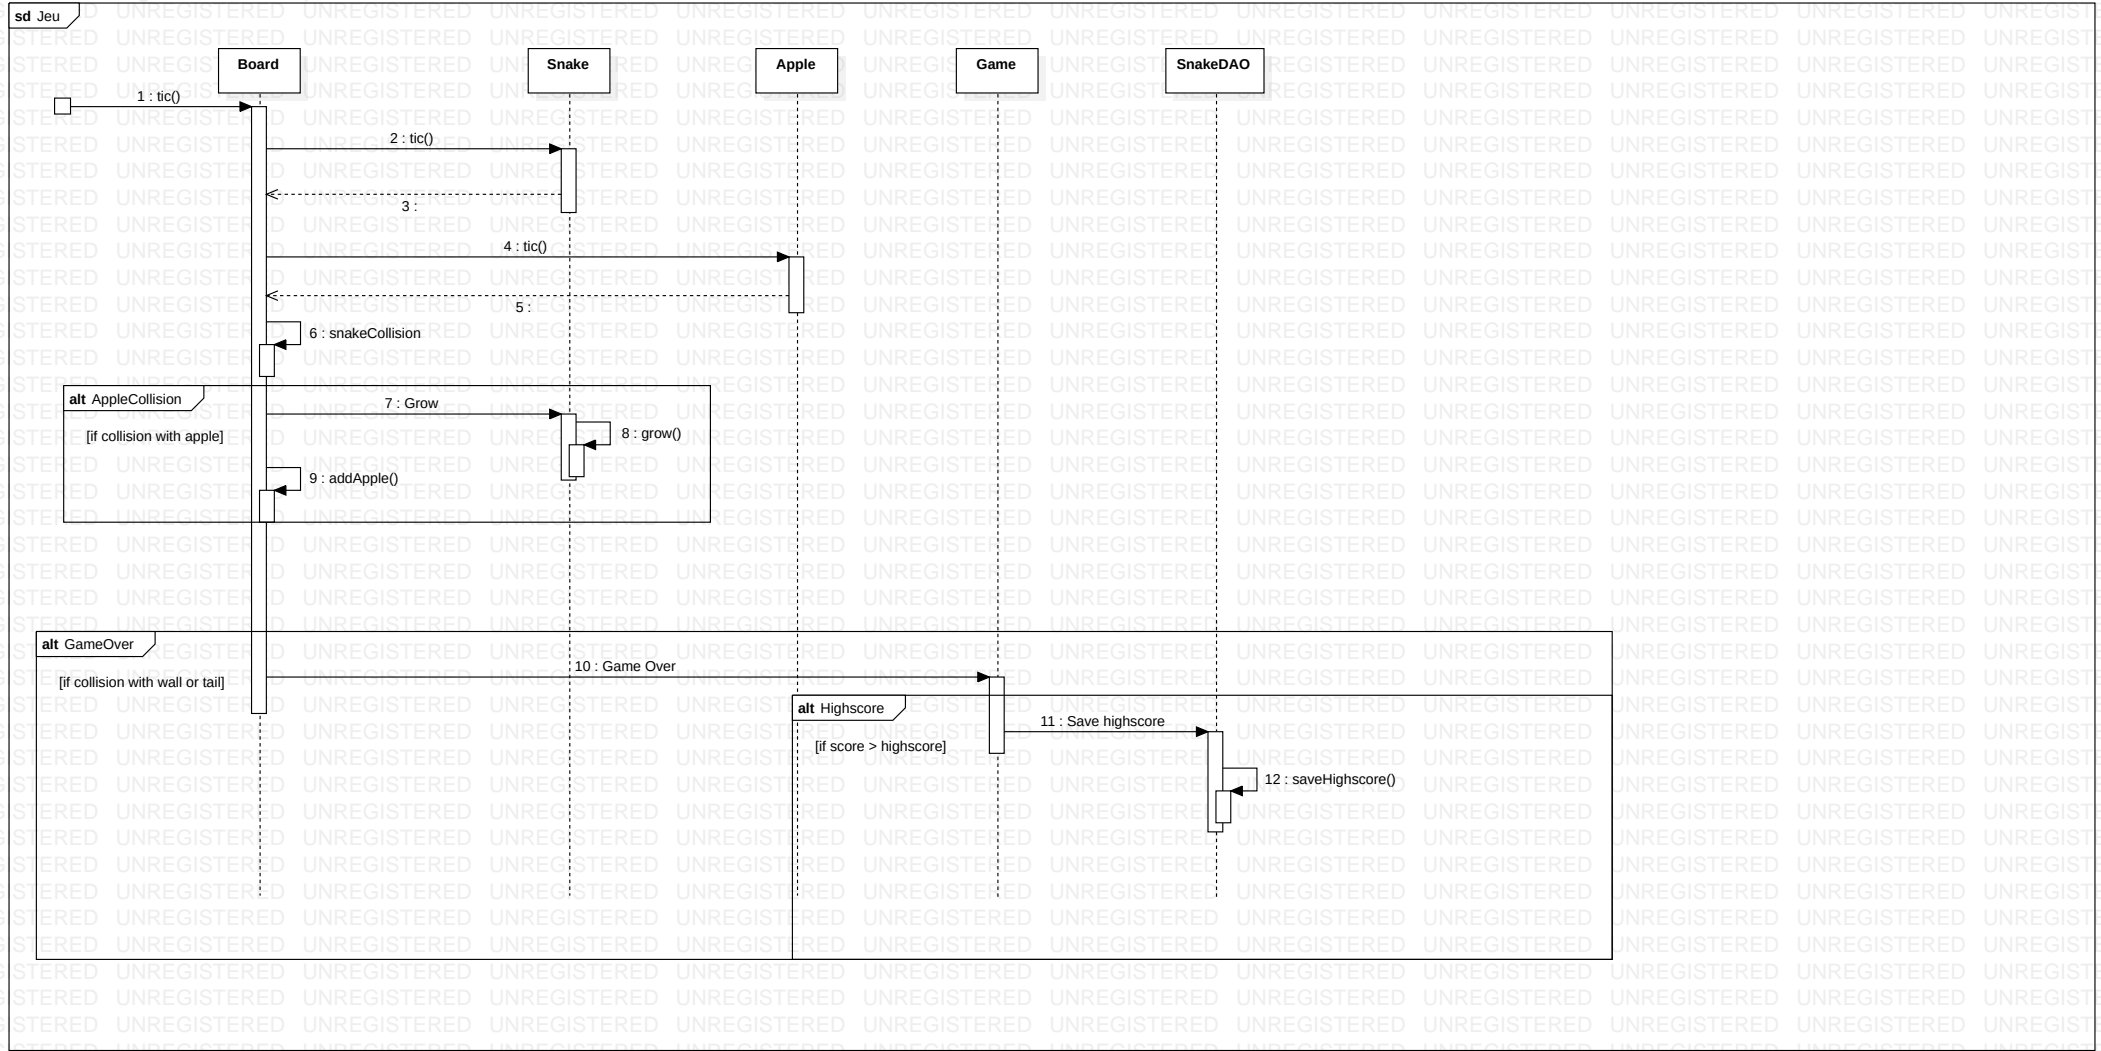 sd Jeu
Board
Snake
Apple
Game
SnakeDAO
1 : tic()
2 : tic()
3 :
4 : tic()
5 :
6 : snakeCollision
alt AppleCollision
7 : Grow
[if collision with apple]
8 : grow()
9 : addApple()
alt GameOver
10 : Game Over
[if collision with wall or tail]
alt Highscore
11 : Save highscore
[if score > highscore]
12 : saveHighscore()
UNREGISTERED